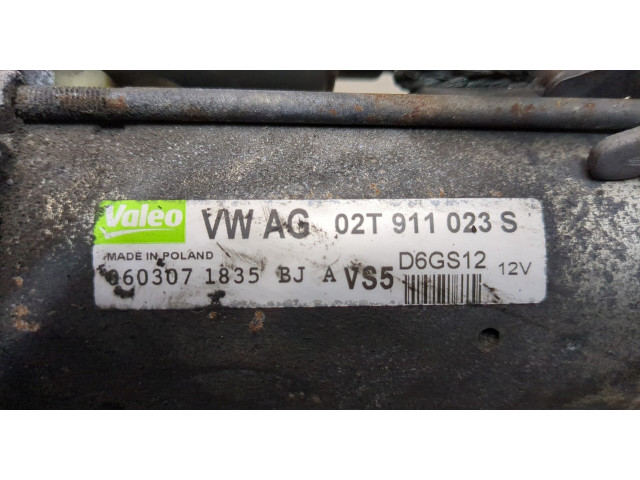 Valeo VW AG 02T 911 023 S
MADE IN POLAND
060307 1835 BJ A VS5 D6GS12 12V